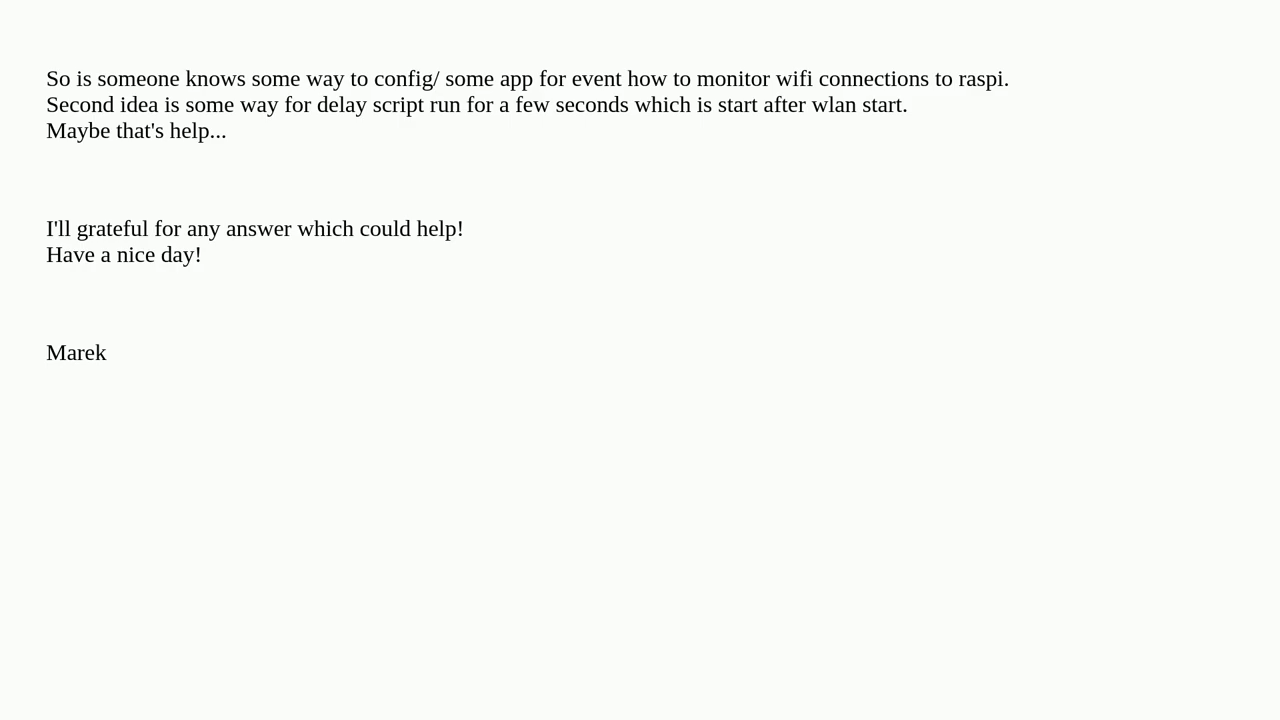 So is someone knows some way to config/ some app for event how to monitor wifi connections to raspi.
Second idea is some way for delay script run for a few seconds which is start after wlan start.
Maybe that's help...
I'll grateful for any answer which could help!
Have a nice day!
Marek